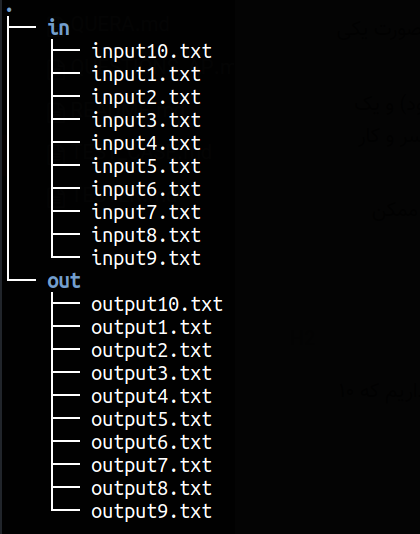 .
├── in
│   ├── input10.txt
│   ├── input1.txt
│   ├── input2.txt
│   ├── input3.txt
│   ├── input4.txt
│   ├── input5.txt
│   ├── input6.txt
│   ├── input7.txt
│   ├── input8.txt
│   └── input9.txt
└── out
    ├── output10.txt
    ├── output1.txt
    ├── output2.txt
    ├── output3.txt
    ├── output4.txt
    ├── output5.txt
    ├── output6.txt
    ├── output7.txt
    ├── output8.txt
    └── output9.txt